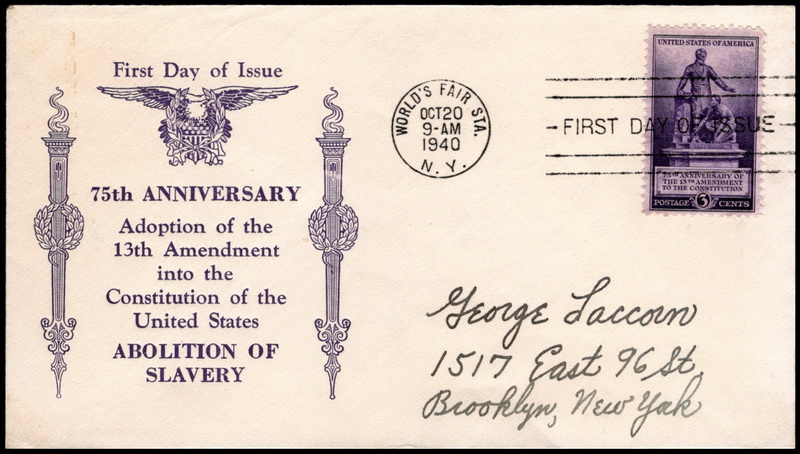 First Day of Issue
75th ANNIVERSARY
Adoption of the
13th Amendment
into the
Constitution of the
United States
ABOLITION OF
SLAVERY
WORLD'S FAIR STA.
OCT 20
9-AM
1940
N. Y.
FIRST DAY OF ISSUE
UNITED STATES OF AMERICA
75TH ANNIVERSARY OF
THE 13TH AMENDMENT
TO THE CONSTITUTION
POSTAGE 3 CENTS
George Laccorn
1517 East 96 St.
Brooklyn, New York